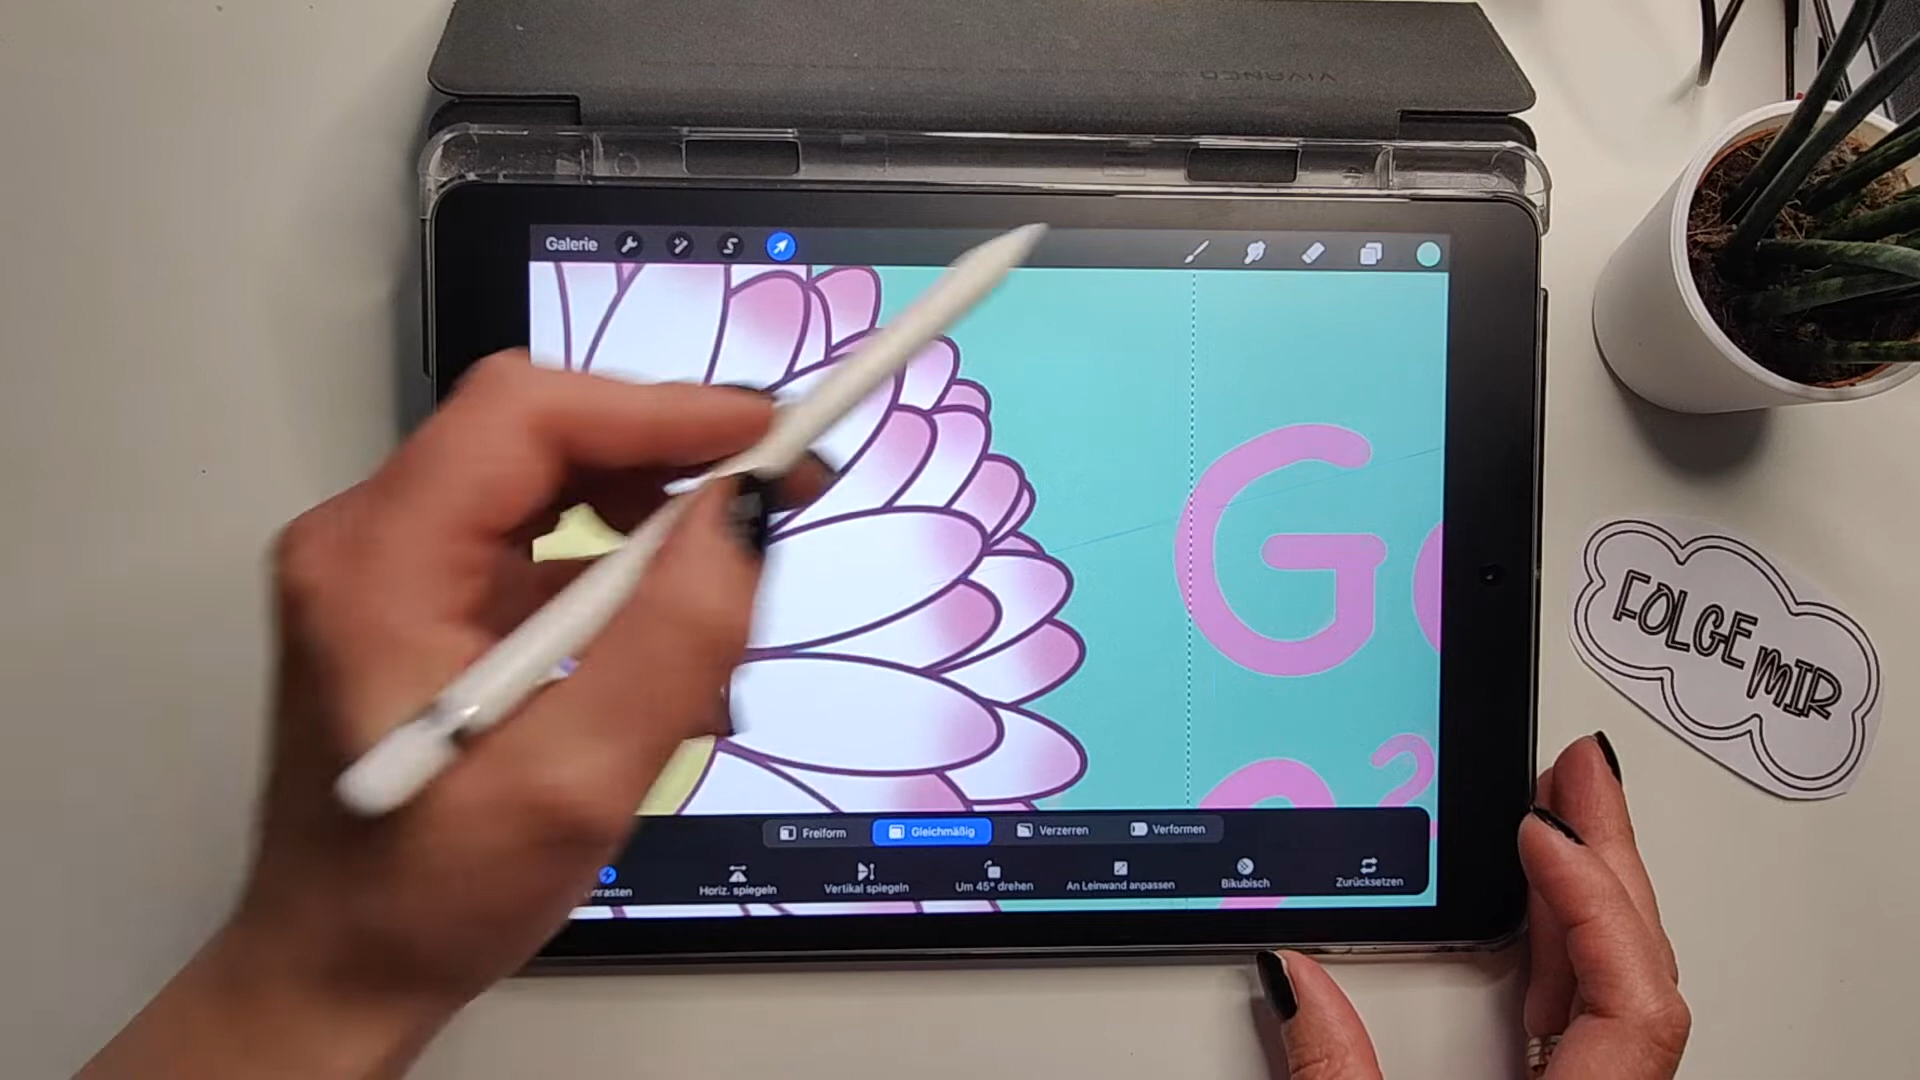 VIVANCO
Galerie
G
FOLGE
MIR
Freiform
Gleichmäßig
Verzerren
Verformen
Horiz. spiegeln
Vertikal spiegeln
Um 45° drehen
An Leinwand anpassen
Bikubisch
Zurücksetzen